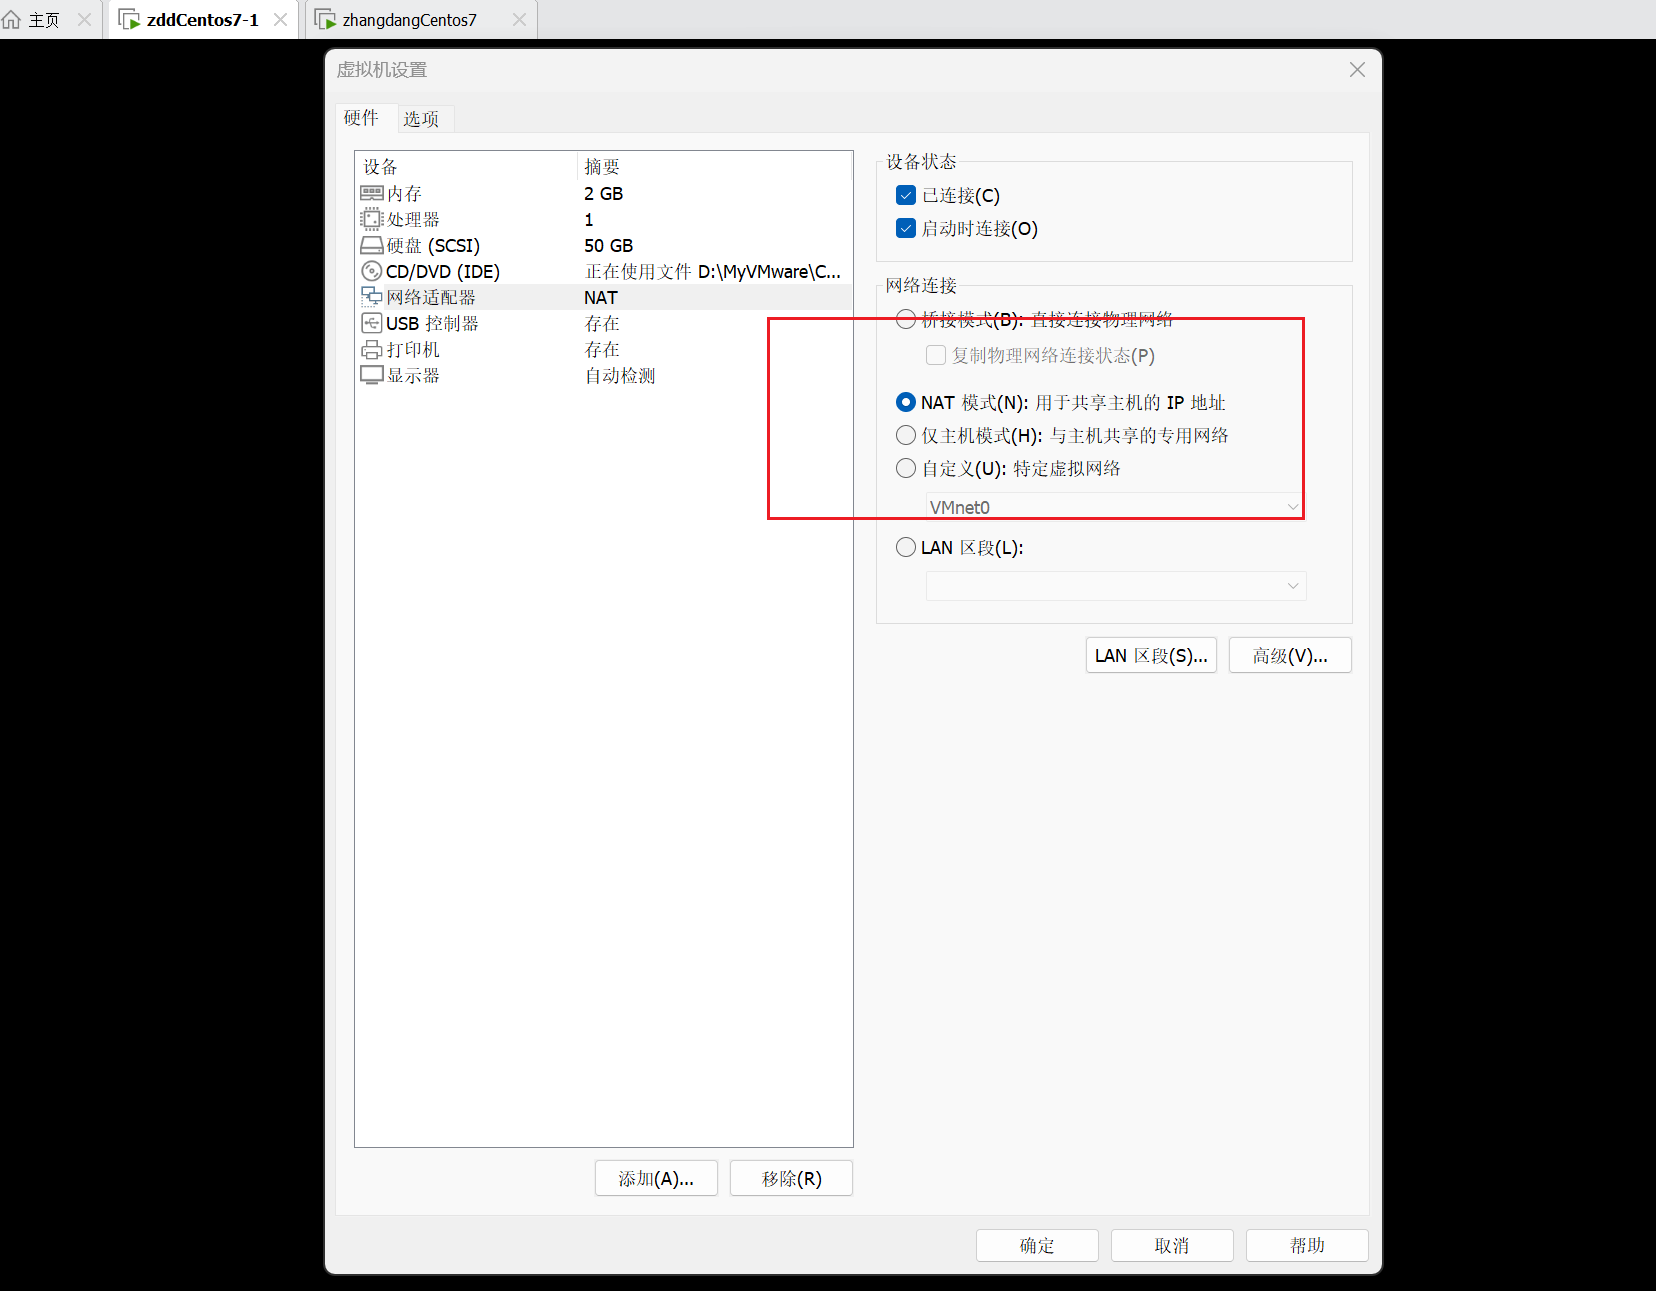 主页
zddCentos7-1
zhangdangCentos7
虚拟机设置
硬件
选项
设备 摘要
内存 2 GB
处理器 1
硬盘 (SCSI) 50 GB
CD/DVD (IDE) 正在使用文件 D:\MyVMware\C...
网络适配器 NAT
USB 控制器 存在
打印机 存在
显示器 自动检测
添加(A)...
移除(R)
设备状态
已连接(C)
启动时连接(O)
网络连接
桥接模式(B): 直接连接物理网络
复制物理网络连接状态(P)
NAT 模式(N): 用于共享主机的 IP 地址
仅主机模式(H): 与主机共享的专用网络
自定义(U): 特定虚拟网络
VMnet0
LAN 区段(L):
LAN 区段(S)...
高级(V)...
确定
取消
帮助